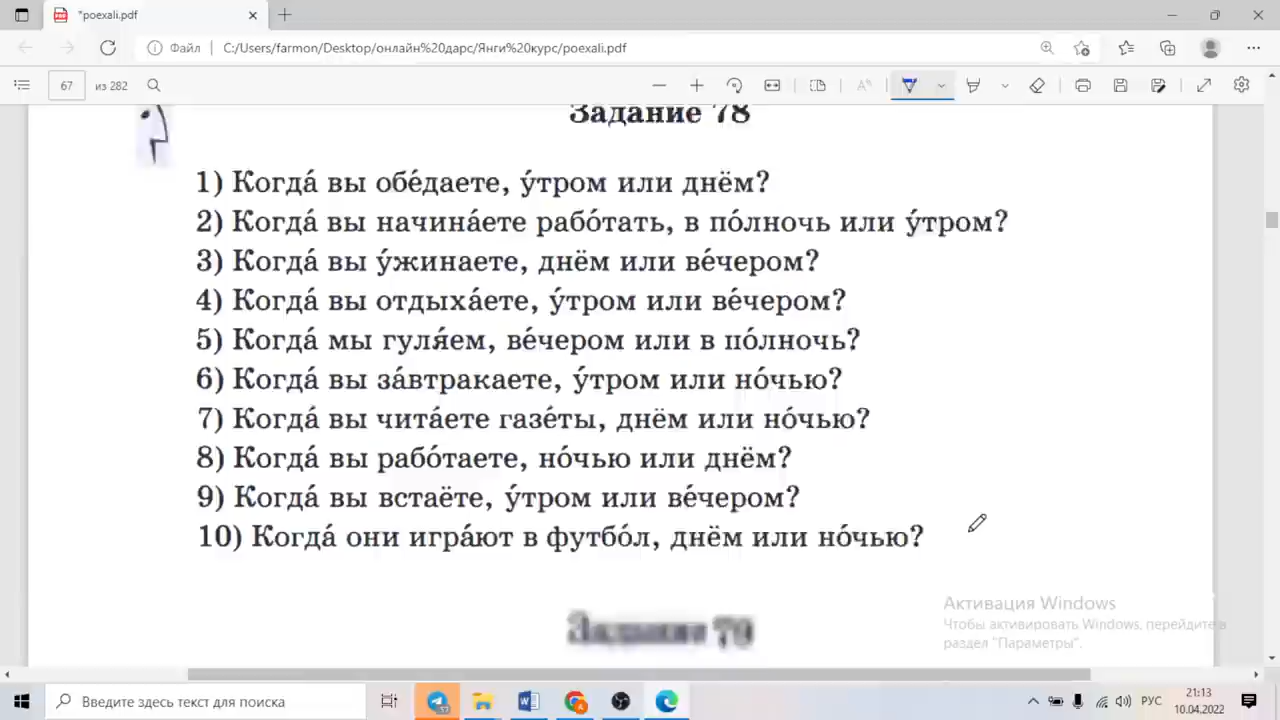 *poexali.pdf
Файл C:/Users/farmon/Desktop/онлайн%20дарс/Янги%20курс/poexali.pdf
67 из 282
Задание 78
1) Когда́ вы обе́даете, у́тром или днём?
2) Когда́ вы начина́ете рабо́тать, в по́лночь или у́тром?
3) Когда́ вы у́жинаете, днём или ве́чером?
4) Когда́ вы отдыха́ете, у́тром или ве́чером?
5) Когда́ мы гуля́ем, ве́чером или в по́лночь?
6) Когда́ вы за́втракаете, у́тром или но́чью?
7) Когда́ вы чита́ете газе́ты, днём или но́чью?
8) Когда́ вы рабо́таете, но́чью или днём?
9) Когда́ вы встаёте, у́тром или ве́чером?
10) Когда́ они игра́ют в футбо́л, днём или но́чью?
Задание 79
Активация Windows
Чтобы активировать Windows, перейдите в
раздел "Параметры".
Введите здесь текст для поиска
РУС
21:13
10.04.2022